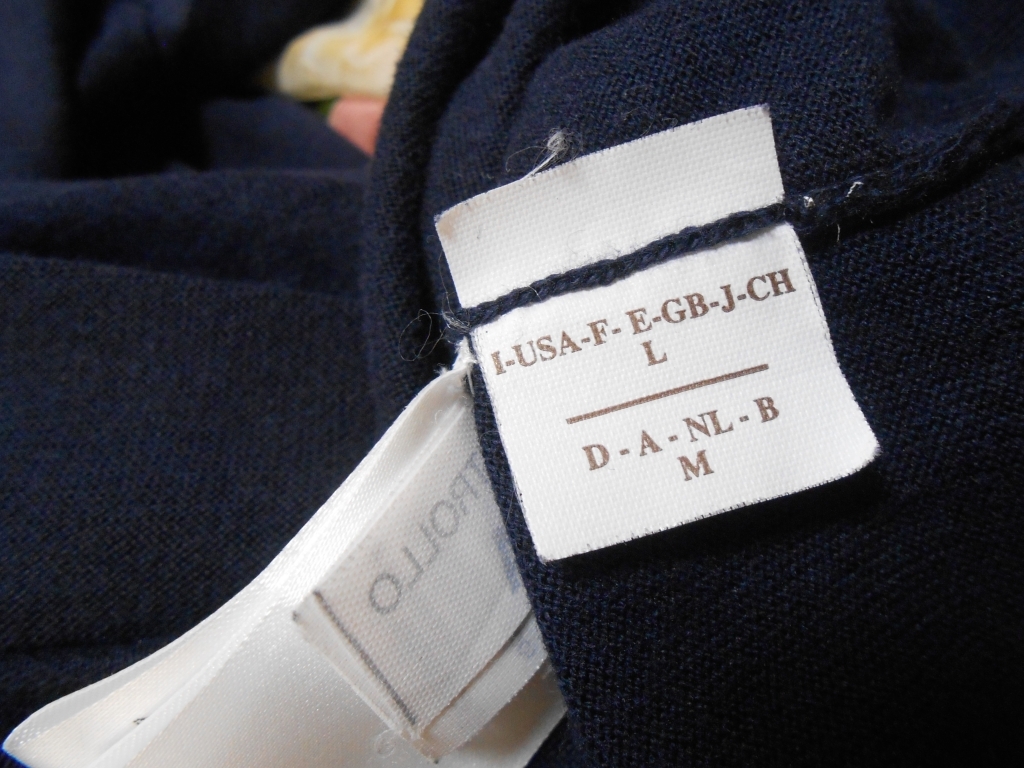 I-USA-F- E-GB-J-CH
L
D - A - NL - B
M